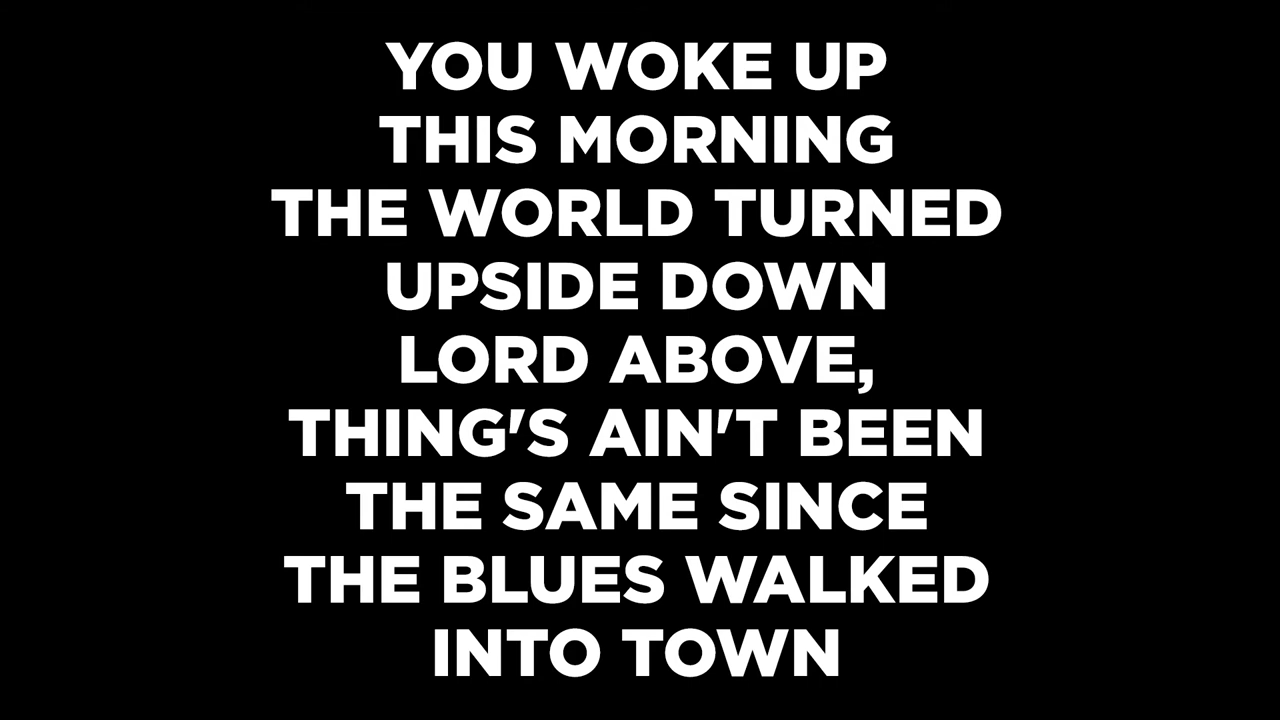 YOU WOKE UP
THIS MORNING
THE WORLD TURNED
UPSIDE DOWN
LORD ABOVE,
THING'S AIN'T BEEN
THE SAME SINCE
THE BLUES WALKED
INTO TOWN